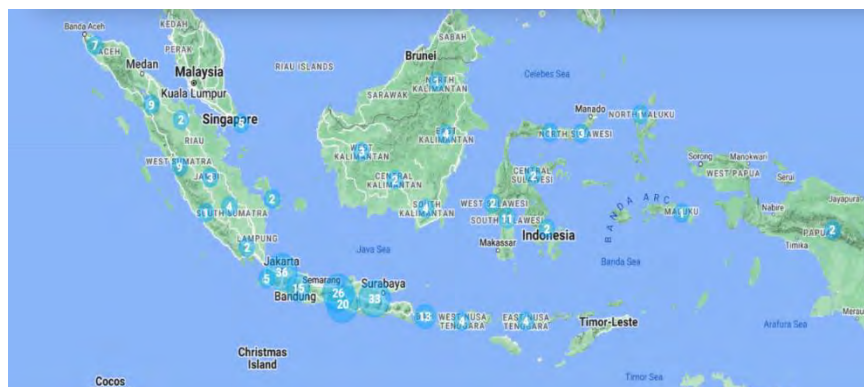 KEDAH
Banda Aceh
7
ACEH
PERAK
Medan
Malaysia
Kuala Lumpur
9
2
Singapore
RIAU
WEST SUMATRA
9
JAMBI
4
SOUTH SUMATRA
2
LAMPUNG
2
RIAU ISLANDS
SABAH
Brunei
NORTH
KALIMANTAN
SARAWAK
EAST
KALIMANTAN
WEST
KALIMANTAN
3
CENTRAL
KALIMANTAN
SOUTH
KALIMANTAN
Celebes Sea
Manado
NORTH SULAWESI
3
NORTH MALUKU
1
CENTRAL
SULAWESI
WEST SULAWESI
SOUTH SULAWESI
11
Makassar
2
Indonesia
BANDA ARC
MALUKU
Sorong
Manokwari
WEST PAPUA
Serui
Nabire
Jayapura
PAPUA
2
Timika
Merau
Java Sea
Banda Sea
Arafura Sea
Jakarta
36
5
15
Bandung
Semarang
26
20
Surabaya
33
13
WEST NUSA
TENGGARA
EAST NUSA
TENGGARA
Timor-Leste
Timor Sea
Christmas
Island
Cocos